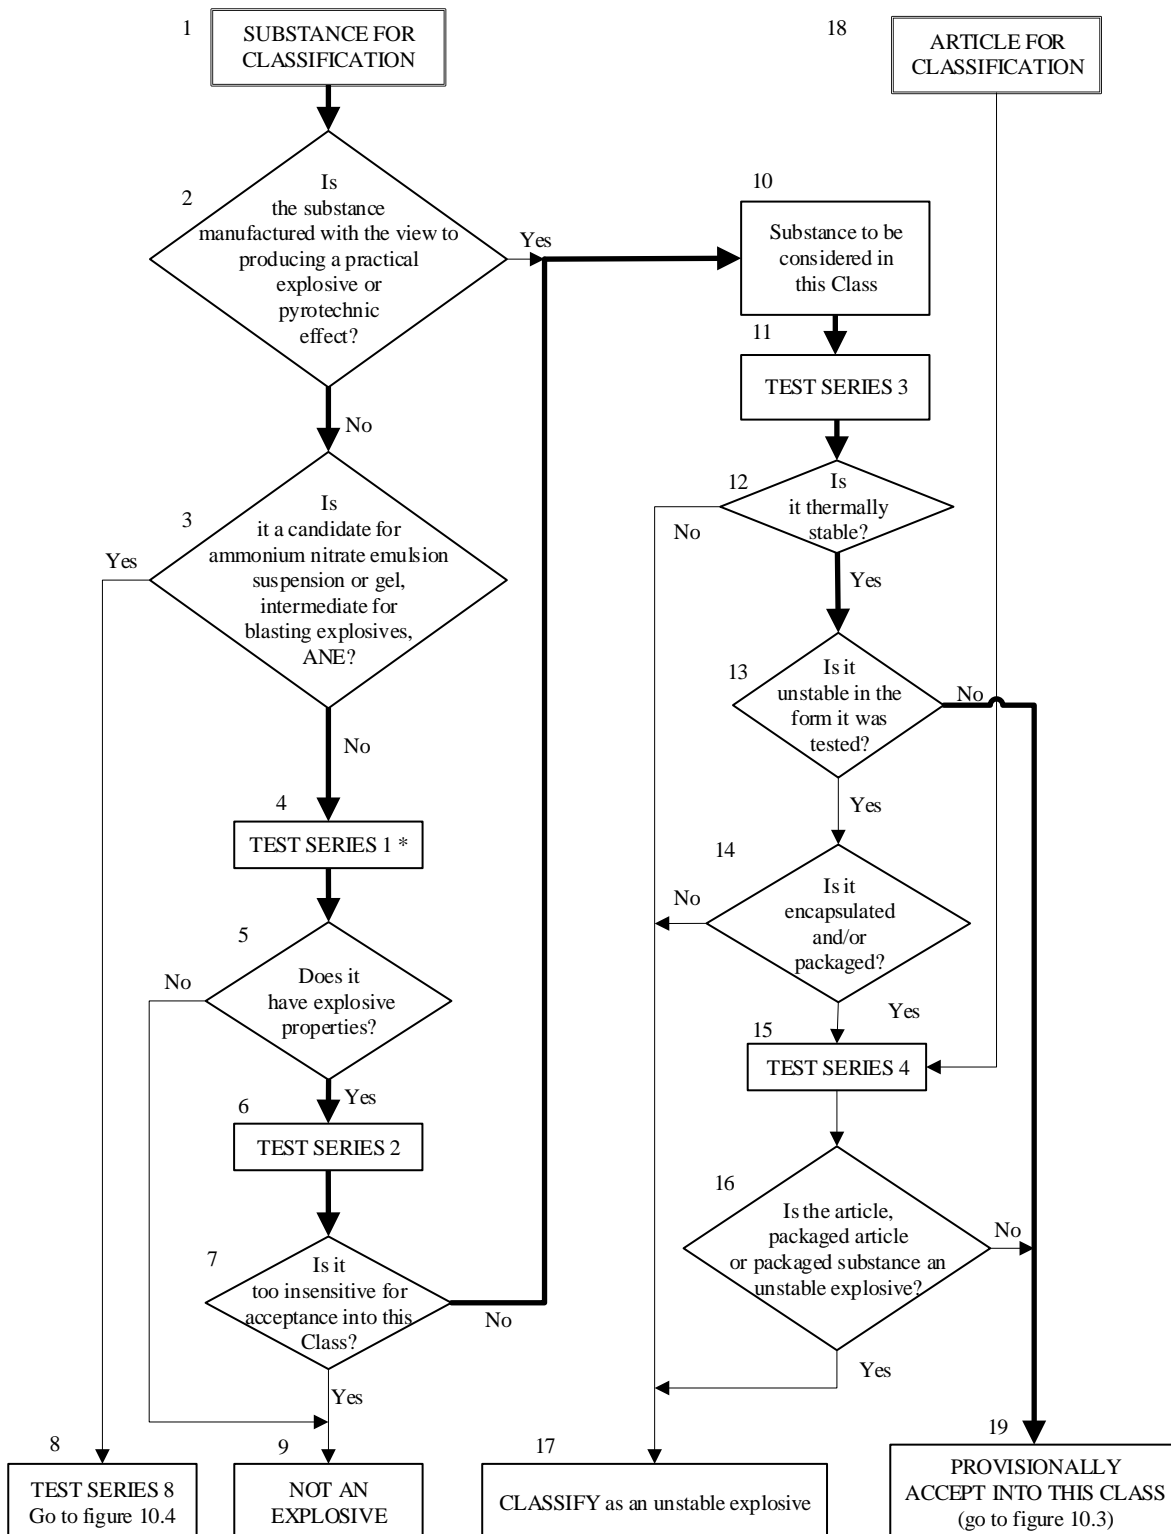 1
SUBSTANCE FOR
CLASSIFICATION
18
ARTICLE FOR
CLASSIFICATION
2
Is
the substance
manufactured with the view to
producing a practical
explosive or
pyrotechnic
effect?
Yes
No
10
Substance to be
considered in
this Class
11
TEST SERIES 3
3
Is
it a candidate for
ammonium nitrate emulsion
suspension or gel,
intermediate for
blasting explosives,
ANE?
Yes
No
12
Is
it thermally
stable?
No
Yes
13
Is it
unstable in the
form it was
tested?
No
Yes
4
TEST SERIES 1 *
14
Is it
encapsulated
and/or
packaged?
No
Yes
5
Does it
have explosive
properties?
No
Yes
15
TEST SERIES 4
6
TEST SERIES 2
16
Is the article,
packaged article
or packaged substance an
unstable explosive?
No
Yes
7
Is it
too insensitive for
acceptance into this
Class?
No
Yes
8
TEST SERIES 8
Go to figure 10.4
9
NOT AN
EXPLOSIVE
17
CLASSIFY as an unstable explosive
19
PROVISIONALLY
ACCEPT INTO THIS CLASS
(go to figure 10.3)